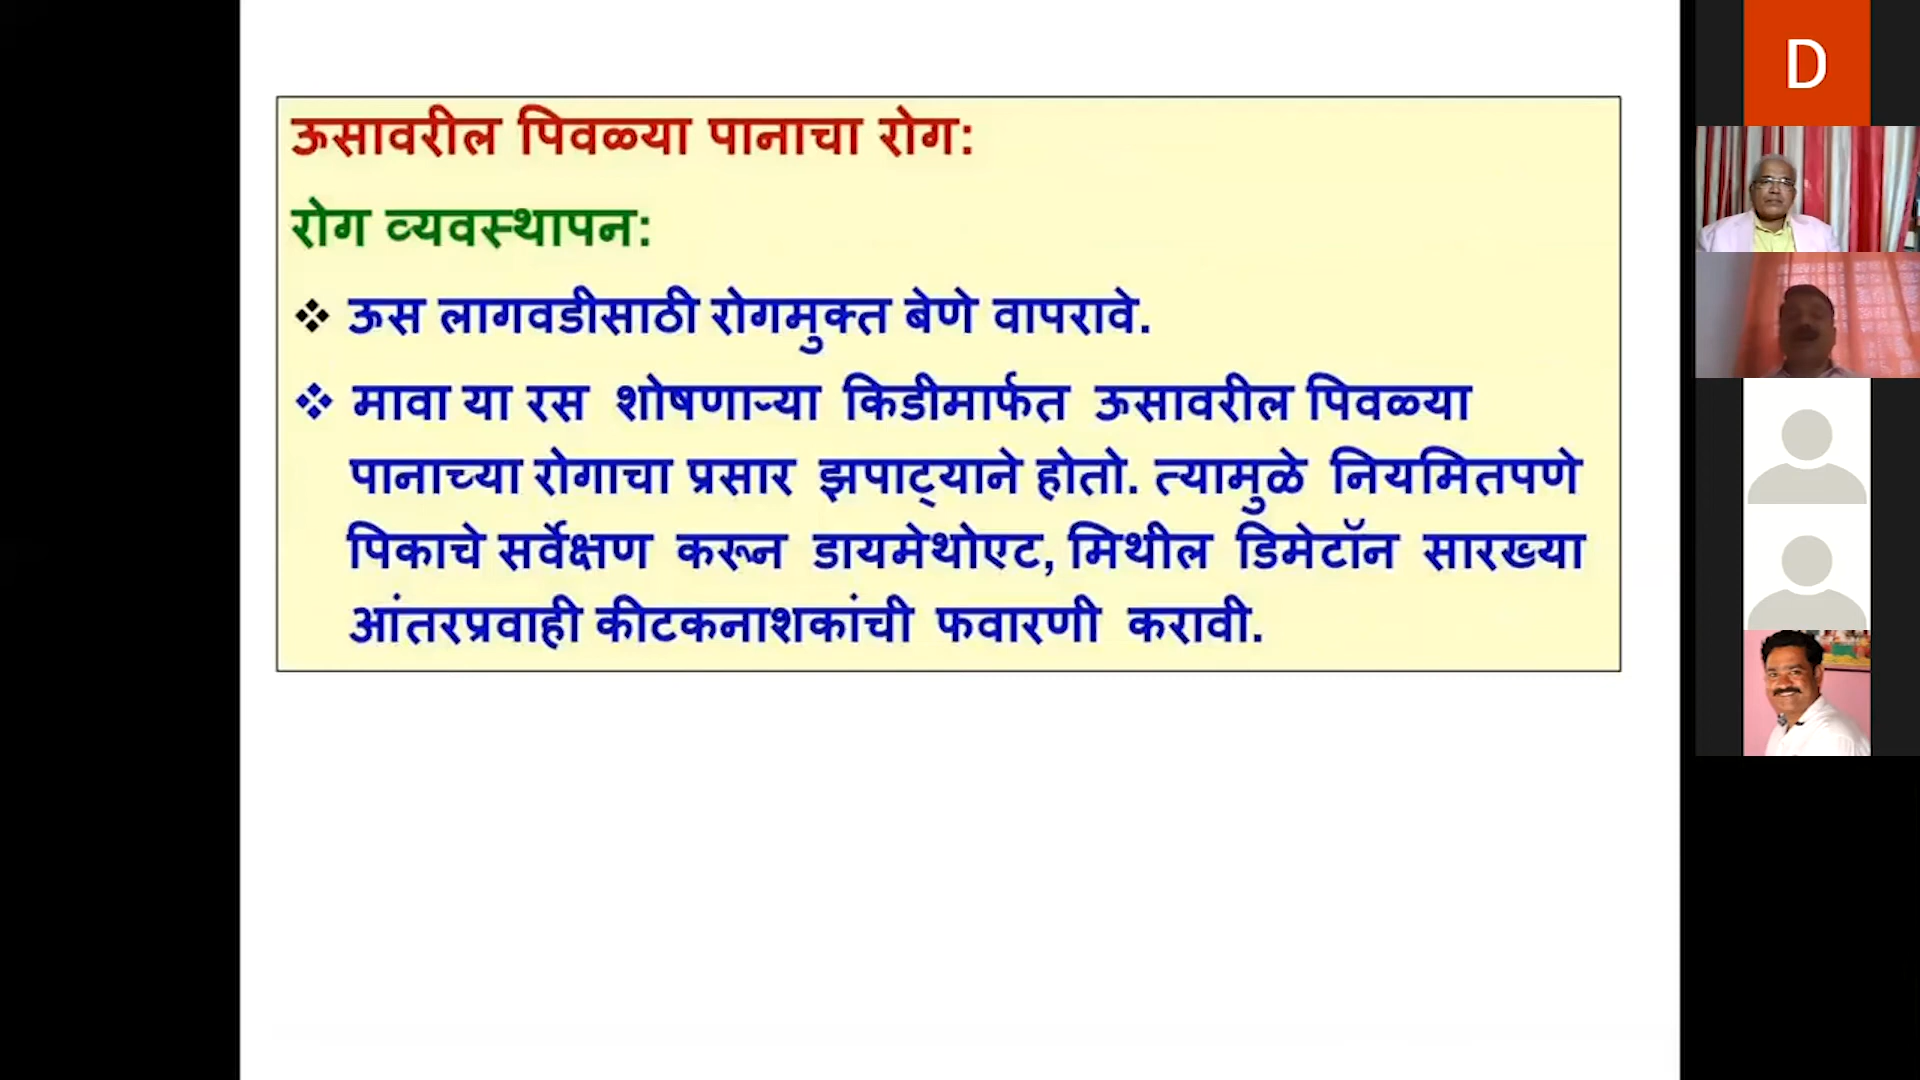 ऊसावरील पिवळ्या पानाचा रोग:
रोग व्यवस्थापन:
❖ ऊस लागवडीसाठी रोगमुक्त बेणे वापरावे.
❖ मावा या रस शोषणाऱ्या किडीमार्फत ऊसावरील पिवळ्या
पानाच्या रोगाचा प्रसार झपाट्याने होतो. त्यामुळे नियमितपणे
पिकाचे सर्वेक्षण करून डायमेथोएट, मिथील डिमेटॉन सारख्या
आंतरप्रवाही कीटकनाशकांची फवारणी करावी.
D